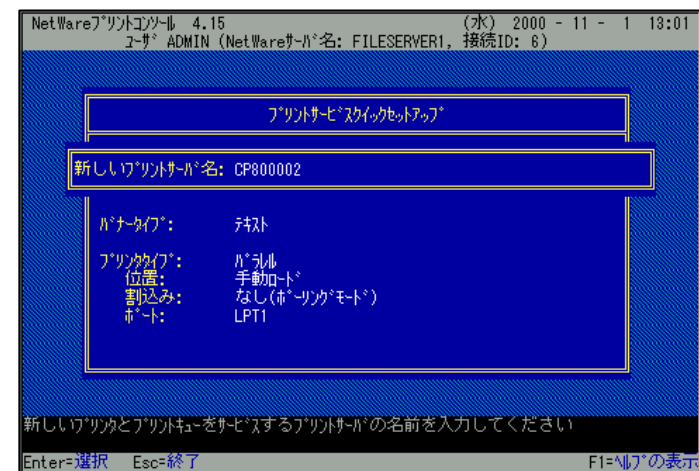 NetWareﾌﾟﾘﾝﾄｺﾝｿｰﾙ 4.15 (水) 2000 - 11 - 1 13:01
ﾕｰｻﾞ ADMIN (NetWareｻｰﾊﾞ名: FILESERVER1, 接続ID: 6)
ﾌﾟﾘﾝﾄｻｰﾋﾞｽｸｲｯｸｾｯﾄｱｯﾌﾟ
新しいﾌﾟﾘﾝﾄｻｰﾊﾞ名: CP800002
ﾊﾞﾅｰﾀｲﾌﾟ: ﾃｷｽﾄ
ﾌﾟﾘﾝﾀﾀｲﾌﾟ: ﾊﾟﾗﾚﾙ
位置: 手動ﾛｰﾄﾞ
割込み: なし(ﾎﾟｰﾘﾝｸﾞﾓｰﾄﾞ)
ﾎﾟｰﾄ: LPT1
新しいﾌﾟﾘﾝﾀとﾌﾟﾘﾝﾄｷｭｰをｻｰﾋﾞｽするﾌﾟﾘﾝﾄｻｰﾊﾞの名前を入力してください
Enter=選択 Esc=終了 F1=ﾍﾙﾌﾟの表示